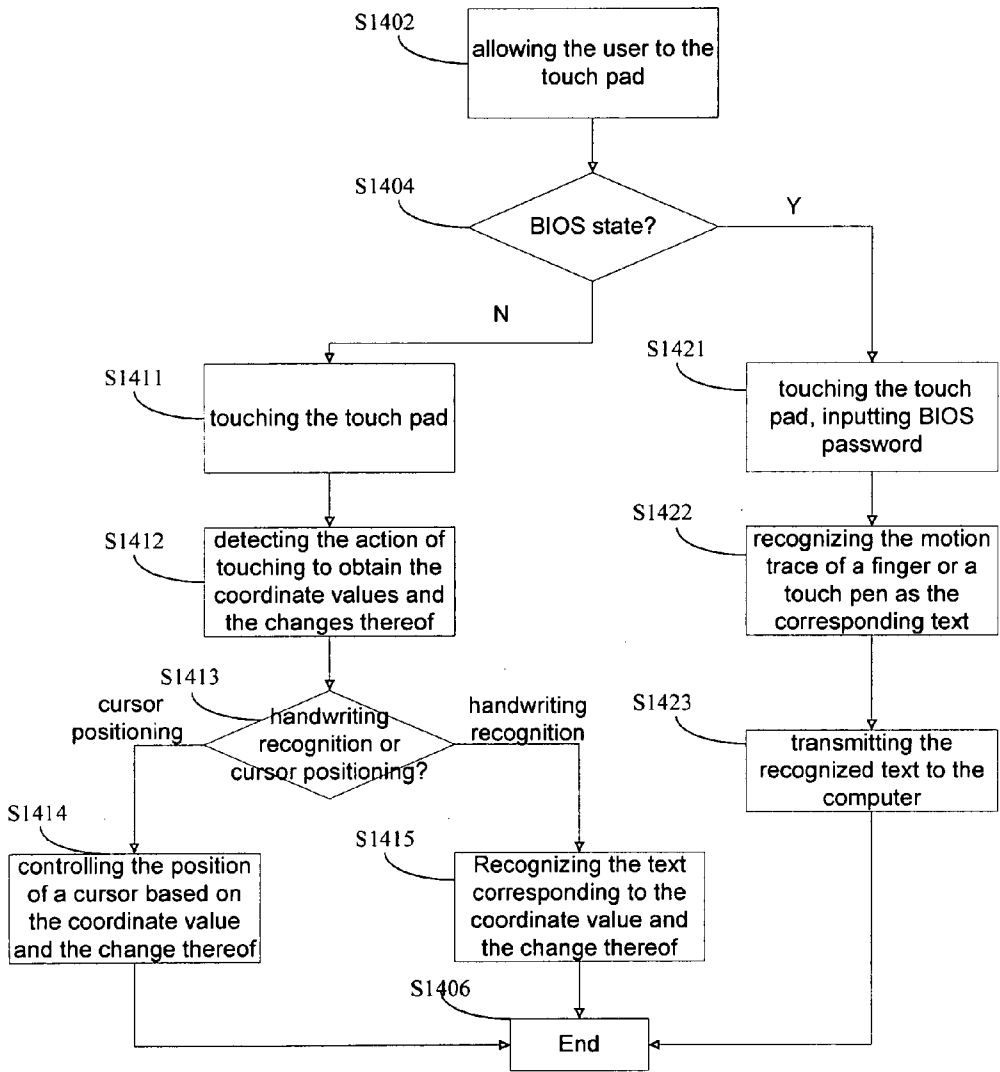 S1402
allowing the user to the
touch pad
S1404
BIOS state?
Y
N
S1411
touching the touch pad
S1421
touching the touch
pad, inputting BIOS
password
S1412
detecting the action of
touching to obtain the
coordinate values and
the changes thereof
S1422
recognizing the motion
trace of a finger or a
touch pen as the
corresponding text
S1413
cursor
positioning
handwriting
recognition or
cursor positioning?
handwriting
recognition
S1423
transmitting the
recognized text to the
computer
S1414
controlling the position
of a cursor based on
the coordinate value
and the change thereof
S1415
Recognizing the text
corresponding to the
coordinate value and
the change thereof
S1406
End